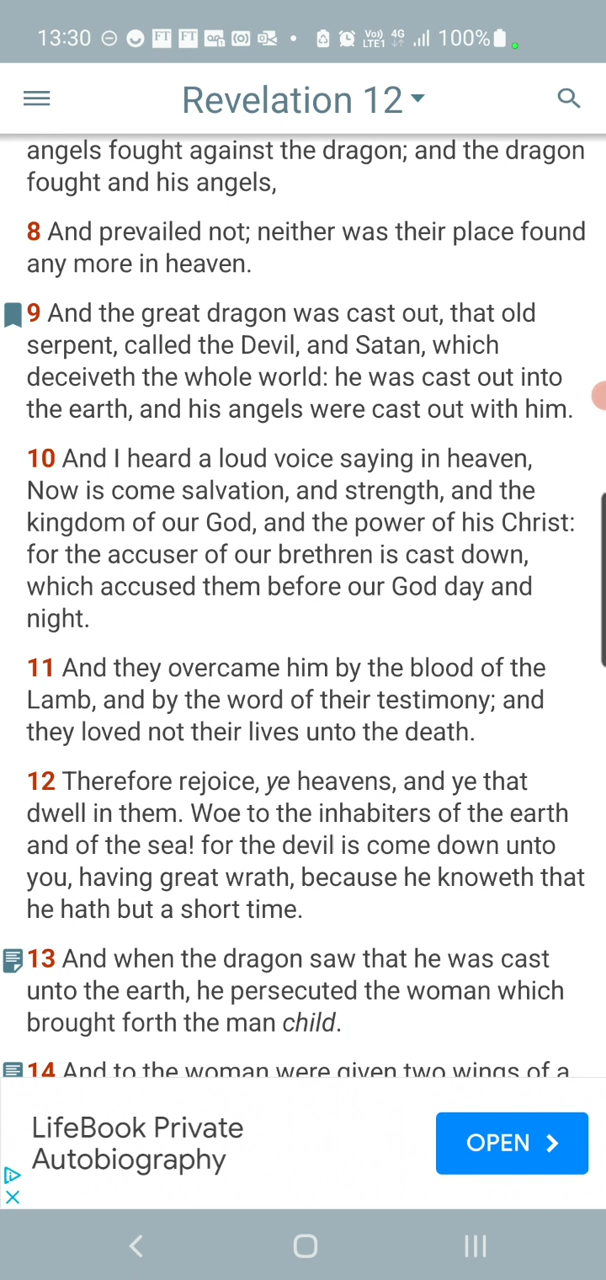 13:30 FT FT Vo) 4G LTE1 100%
Revelation 12
angels fought against the dragon; and the dragon
fought and his angels,
8 And prevailed not; neither was their place found
any more in heaven.
9 And the great dragon was cast out, that old
serpent, called the Devil, and Satan, which
deceiveth the whole world: he was cast out into
the earth, and his angels were cast out with him.
10 And I heard a loud voice saying in heaven,
Now is come salvation, and strength, and the
kingdom of our God, and the power of his Christ:
for the accuser of our brethren is cast down,
which accused them before our God day and
night.
11 And they overcame him by the blood of the
Lamb, and by the word of their testimony; and
they loved not their lives unto the death.
12 Therefore rejoice, ye heavens, and ye that
dwell in them. Woe to the inhabiters of the earth
and of the sea! for the devil is come down unto
you, having great wrath, because he knoweth that
he hath but a short time.
13 And when the dragon saw that he was cast
unto the earth, he persecuted the woman which
brought forth the man child.
14 And to the woman were given two wings of a
LifeBook Private
Autobiography
OPEN